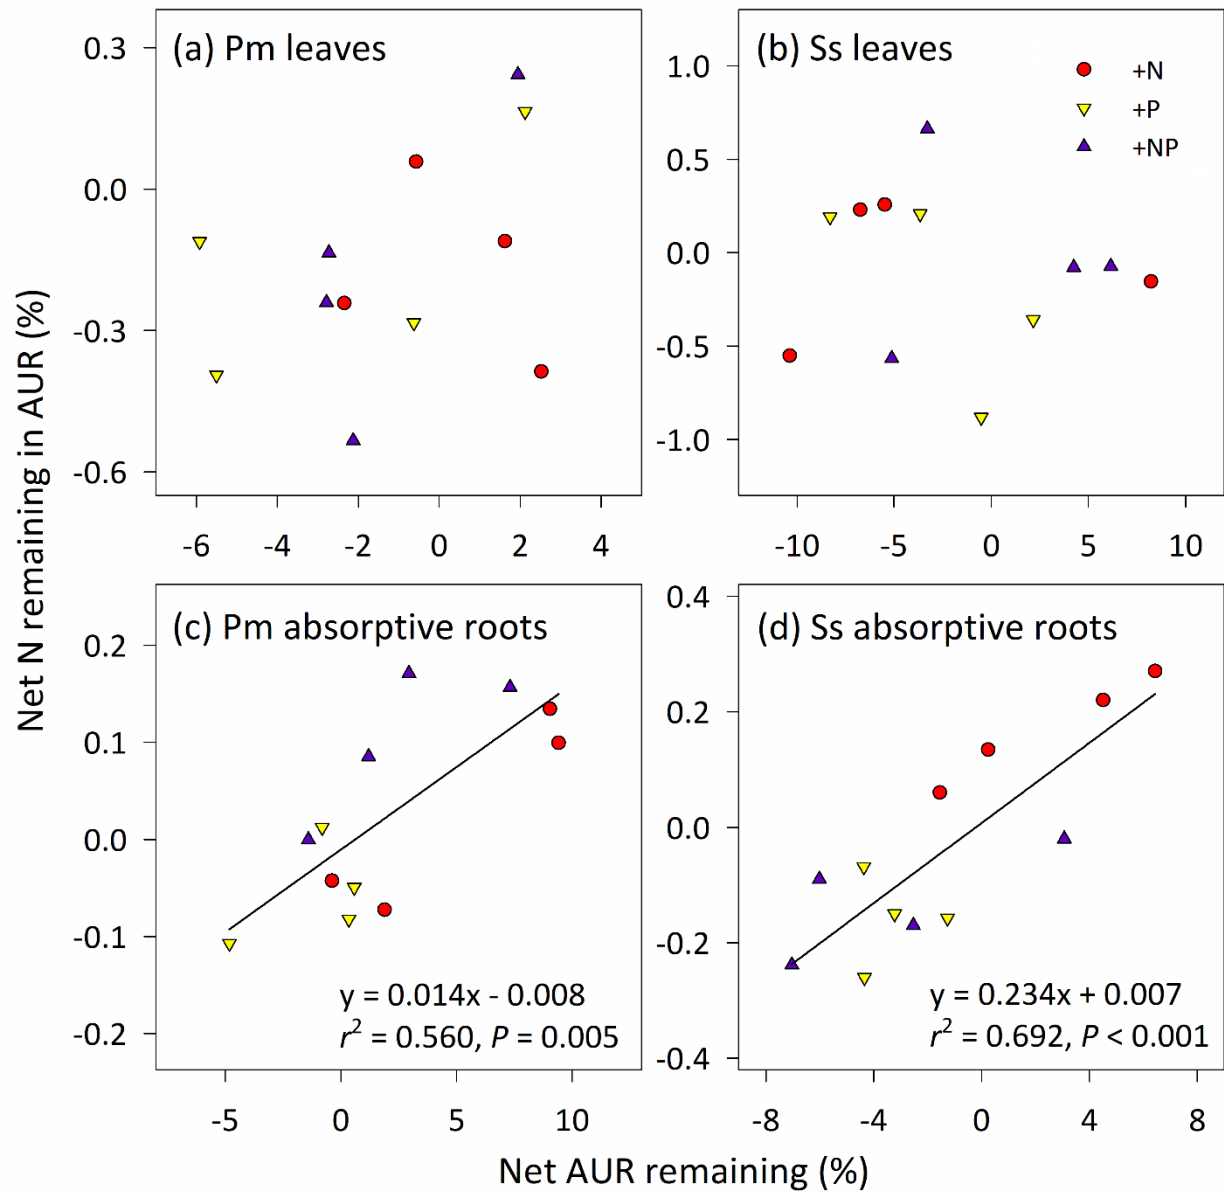 (a) Pm leaves
0.3
0.0
-0.3
-0.6
-6 -4 -2 0 2 4
(b) Ss leaves
+N
+P
+NP
1.0
0.5
0.0
-0.5
-1.0
-10 -5 0 5 10
Net N remaining in AUR (%)
(c) Pm absorptive roots
0.2
0.1
0.0
-0.1
-0.2
y = 0.014x - 0.008
r² = 0.560, P = 0.005
-5 0 5 10
(d) Ss absorptive roots
0.4
0.2
0.0
-0.2
-0.4
y = 0.234x + 0.007
r² = 0.692, P < 0.001
-8 -4 0 4 8
Net AUR remaining (%)